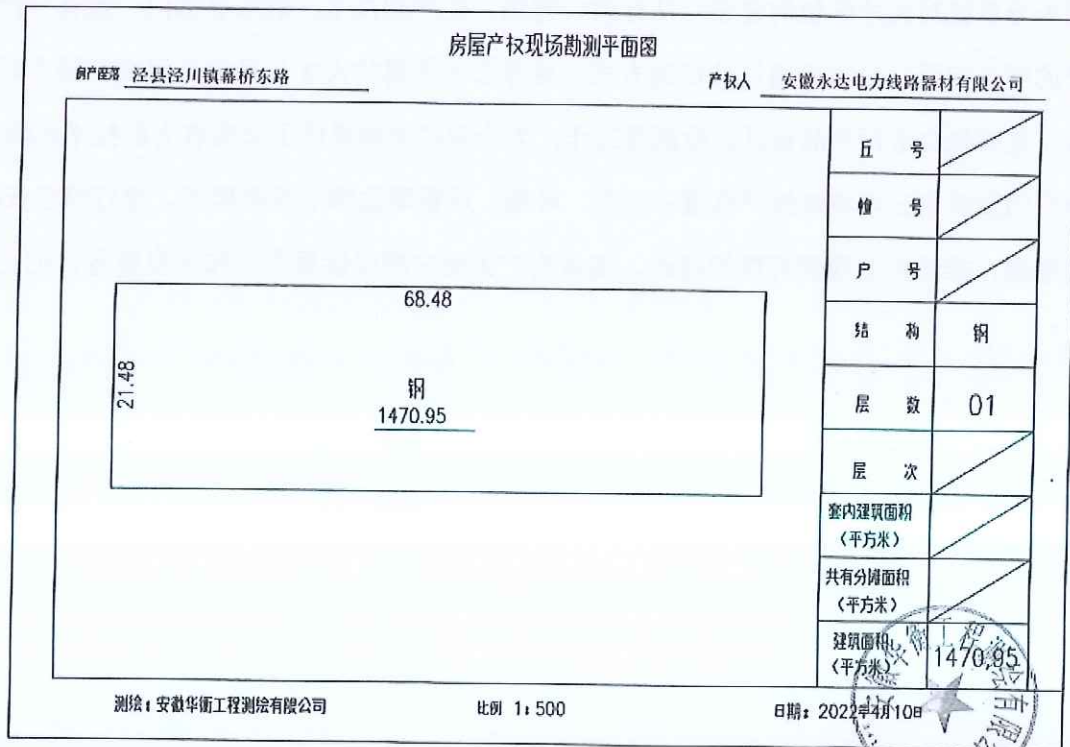 房屋产权现场勘测平面图
泾县泾川镇幕桥东路
产权人 安徽永达电力线路器材有限公司
丘 号
幢 号
户 号
结 构 钢
层 数 01
层 次
套内建筑面积
(平方米)
共有分摊面积
(平方米)
建筑面积:
(平方米) 1470.95
68.48
21.48
钢
1470.95
测绘:安徽华衡工程测绘有限公司
比例 1:500
日期:2022年4月10日